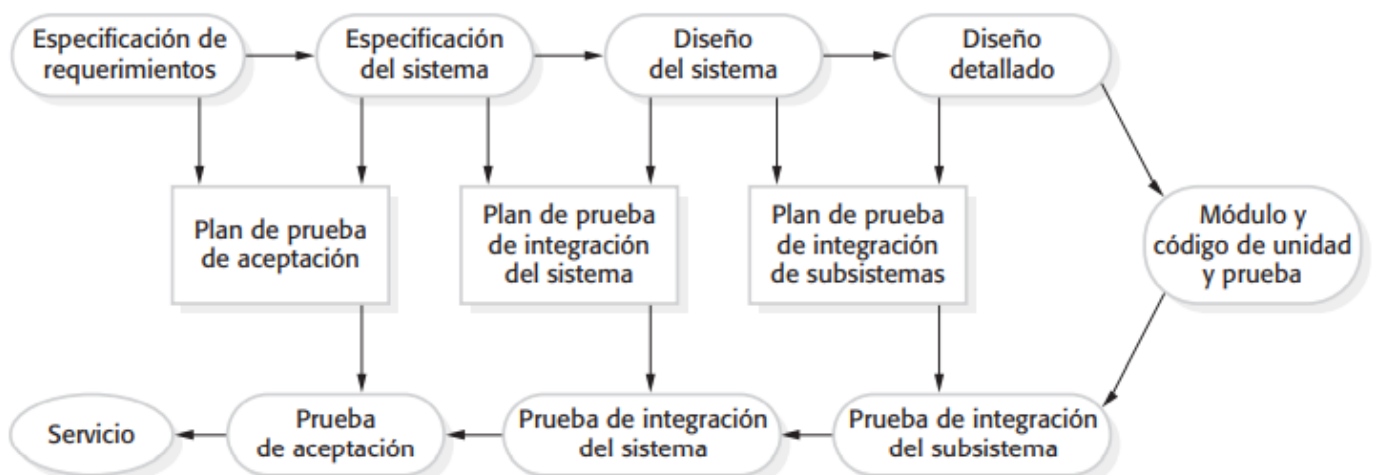 Especificación de
requerimientos
Especificación
del sistema
Diseño
del sistema
Diseño
detallado
Plan de prueba
de aceptación
Plan de prueba
de integración
del sistema
Plan de prueba
de integración
de subsistemas
Módulo y
código de unidad
y prueba
Servicio
Prueba
de aceptación
Prueba de integración
del sistema
Prueba de integración
del subsistema